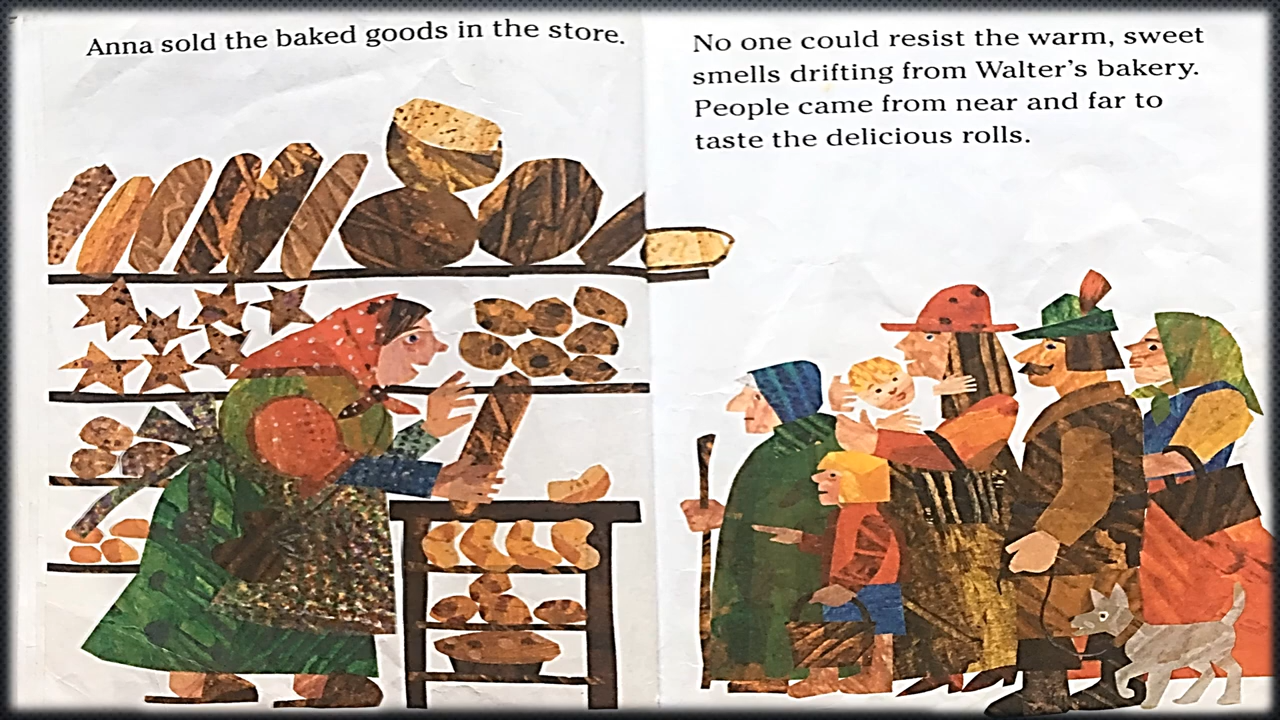 Anna sold the baked goods in the store.
No one could resist the warm, sweet
smells drifting from Walter's bakery.
People came from near and far to
taste the delicious rolls.